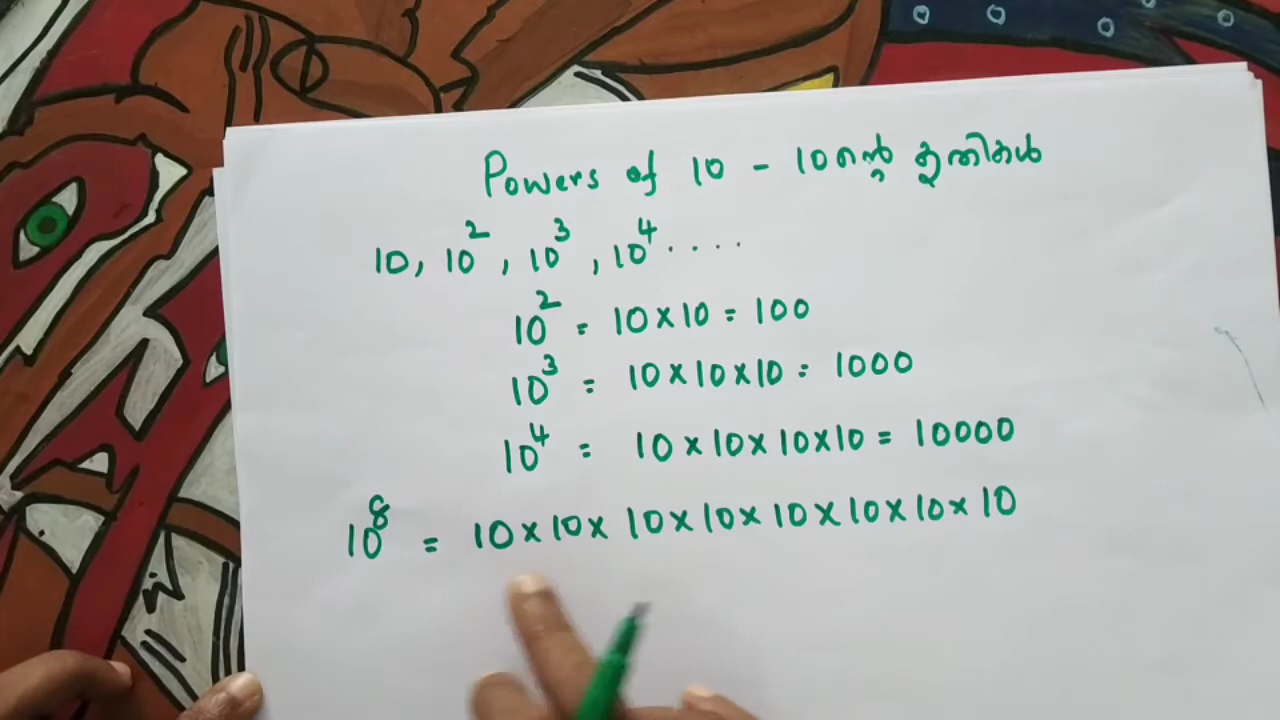 Powers of 10 - 10ന്റെ കൃതികൾ
10, 10², 10³, 10⁴ . . . .
10² = 10 × 10 = 100
10³ = 10 × 10 × 10 = 1000
10⁴ = 10 × 10 × 10 × 10 = 10000
10⁸ = 10 × 10 × 10 × 10 × 10 × 10 × 10 × 10